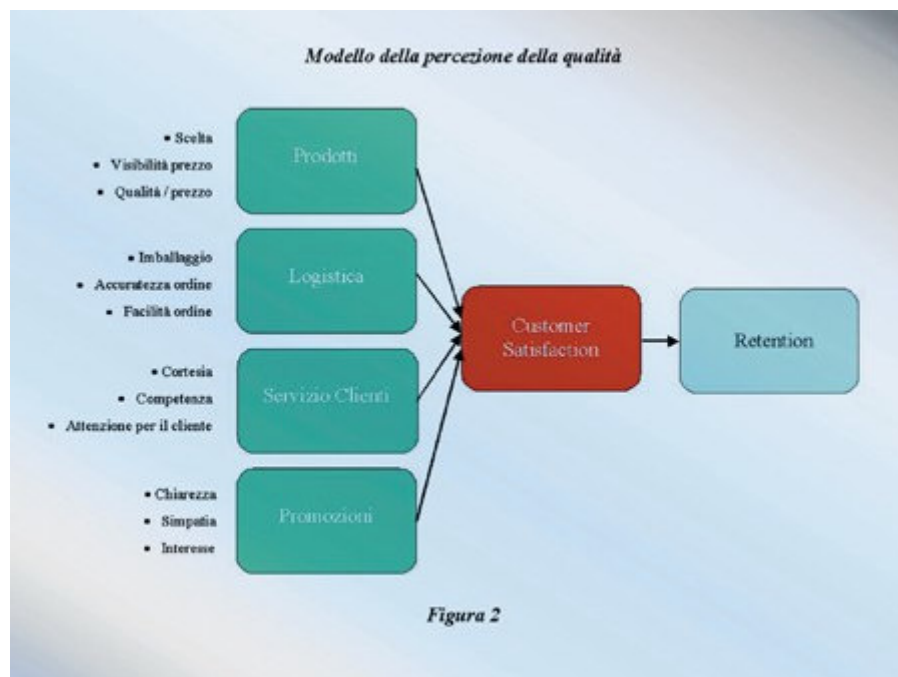 Modello della percezione della qualità
• Scelta
• Visibilità prezzo
• Qualità / prezzo
Prodotti
• Imballaggio
• Accuratezza ordine
• Facilità ordine
Logistica
• Cortesia
• Competenza
• Attenzione per il cliente
Servizio Clienti
• Chiarezza
• Simpatia
• Interesse
Promozioni
Customer
Satisfaction
Retention
Figura 2